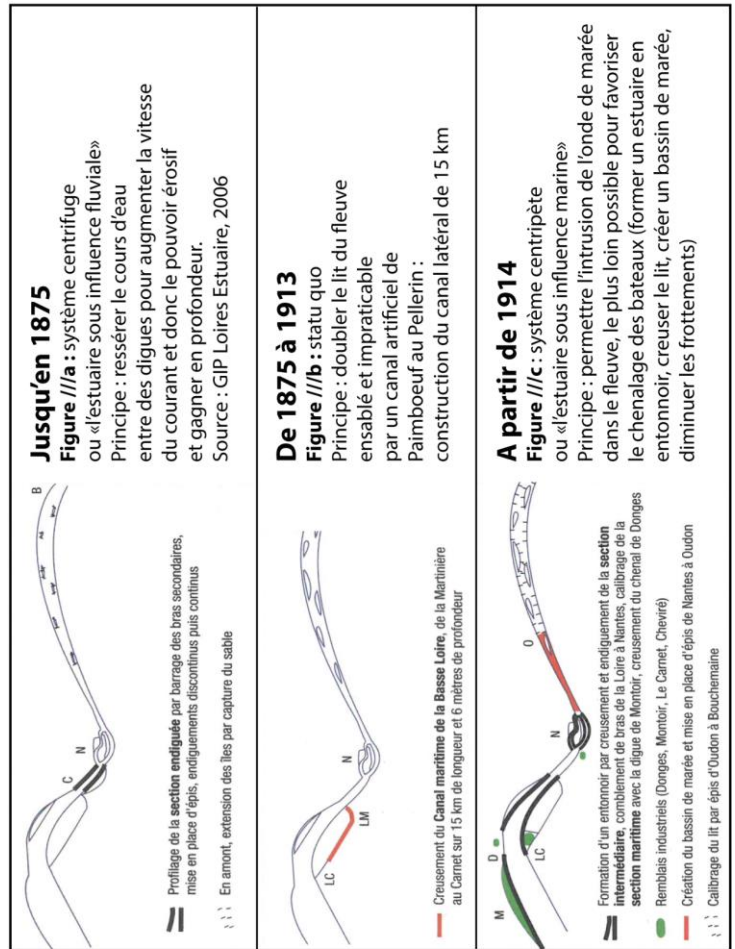 Jusqu'en 1875
Figure ///a : système centrifuge
ou «l'estuaire sous influence fluviale»
Principe : ressérer le cours d'eau
entre des digues pour augmenter la vitesse
du courant et donc le pouvoir érosif
et gagner en profondeur.
Source : GIP Loires Estuaire, 2006
B
C
N
Profilage de la section endiguée par barrage des bras secondaires,
mise en place d'épis, endiguements discontinus puis continus
En amont, extension des îles par capture du sable
De 1875 à 1913
Figure ///b : statu quo
Principe : doubler le lit du fleuve
ensablé et impraticable
par un canal artificiel de
Paimboeuf au Pellerin :
construction du canal latéral de 15 km
N
LM
LC
Creusement du Canal maritime de la Basse Loire, de la Martinière
au Carnet sur 15 km de longueur et 6 mètres de profondeur
A partir de 1914
Figure ///c : système centripète
ou «l'estuaire sous influence marine»
Principe : permettre l'intrusion de l'onde de marée
dans le fleuve, le plus loin possible pour favoriser
le chenalage des bateaux (former un estuaire en
entonnoir, creuser le lit, créer un bassin de marée,
diminuer les frottements)
O
N
D
M
LC
Formation d'un entonnoir par creusement et endiguement de la section
intermédiaire, comblement de bras de la Loire à Nantes, calibrage de la
section maritime avec la digue de Montoir, creusement du chenal de Donges
Remblais industriels (Donges, Montoir, Le Carnet, Cheviré)
Création du bassin de marée et mise en place d'épis de Nantes à Oudon
Calibrage du lit par épis d'Oudon à Bouchemaine